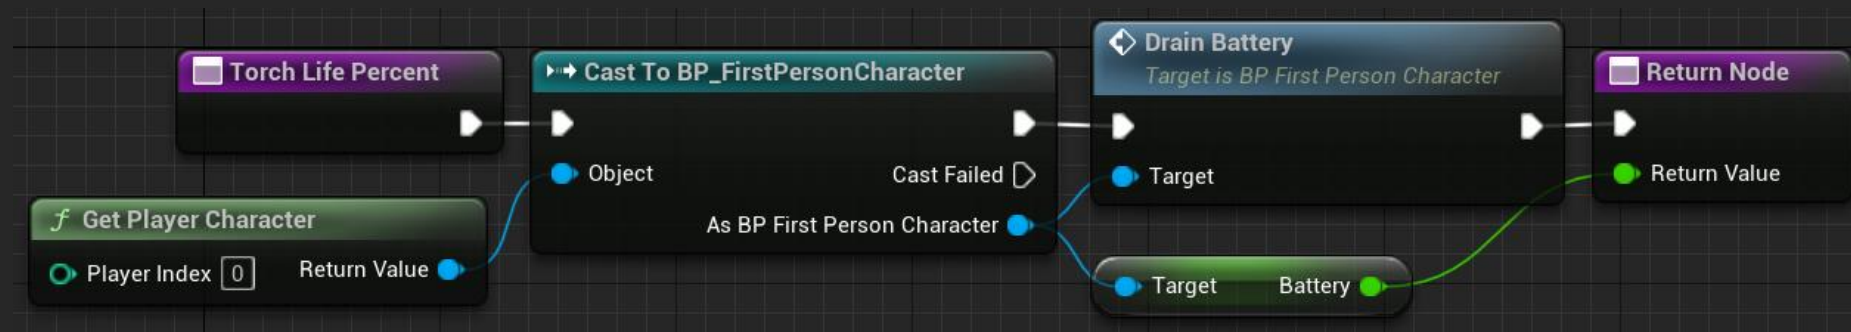 Torch Life Percent
Cast To BP_FirstPersonCharacter
Object
Cast Failed
As BP First Person Character
Drain Battery
Target is BP First Person Character
Target
Return Node
Return Value
f Get Player Character
Player Index 0 Return Value
Target Battery